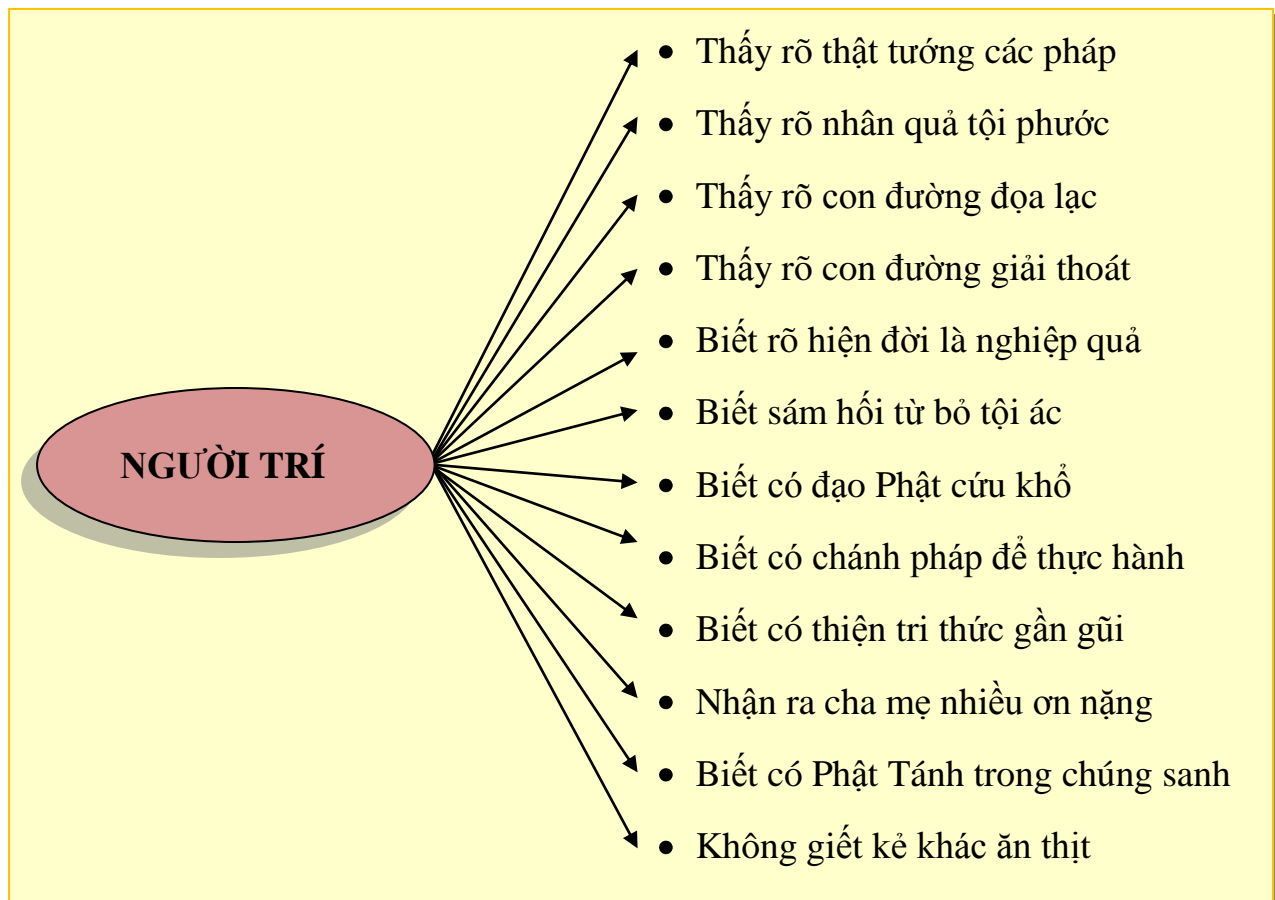 NGƯỜI TRÍ
• Thấy rõ thật tướng các pháp
• Thấy rõ nhân quả tội phước
• Thấy rõ con đường đọa lạc
• Thấy rõ con đường giải thoát
• Biết rõ hiện đời là nghiệp quả
• Biết sám hối từ bỏ tội ác
• Biết có đạo Phật cứu khổ
• Biết có chánh pháp để thực hành
• Biết có thiện tri thức gần gũi
• Nhận ra cha mẹ nhiều ơn nặng
• Biết có Phật Tánh trong chúng sanh
• Không giết kẻ khác ăn thịt